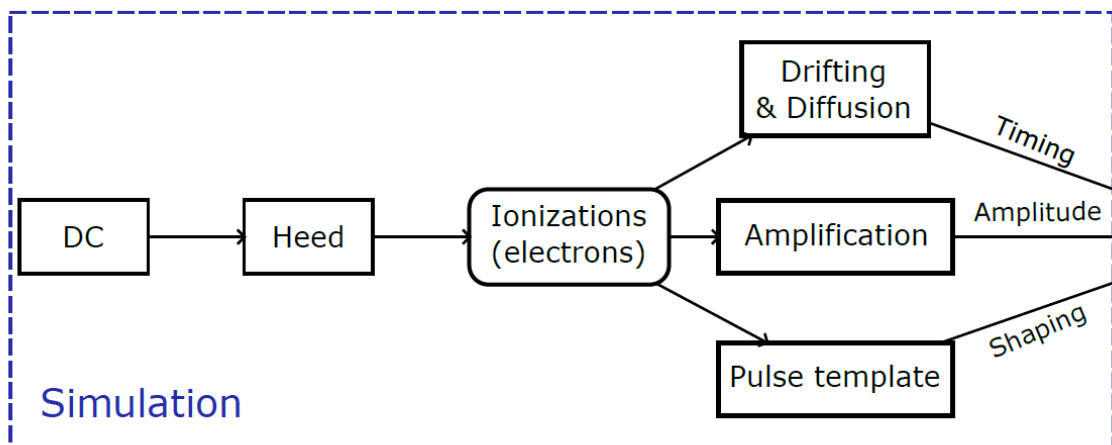 Drifting
& Diffusion
Timing
DC
Heed
Ionizations
(electrons)
Amplification
Amplitude
Pulse template
Shaping
Simulation